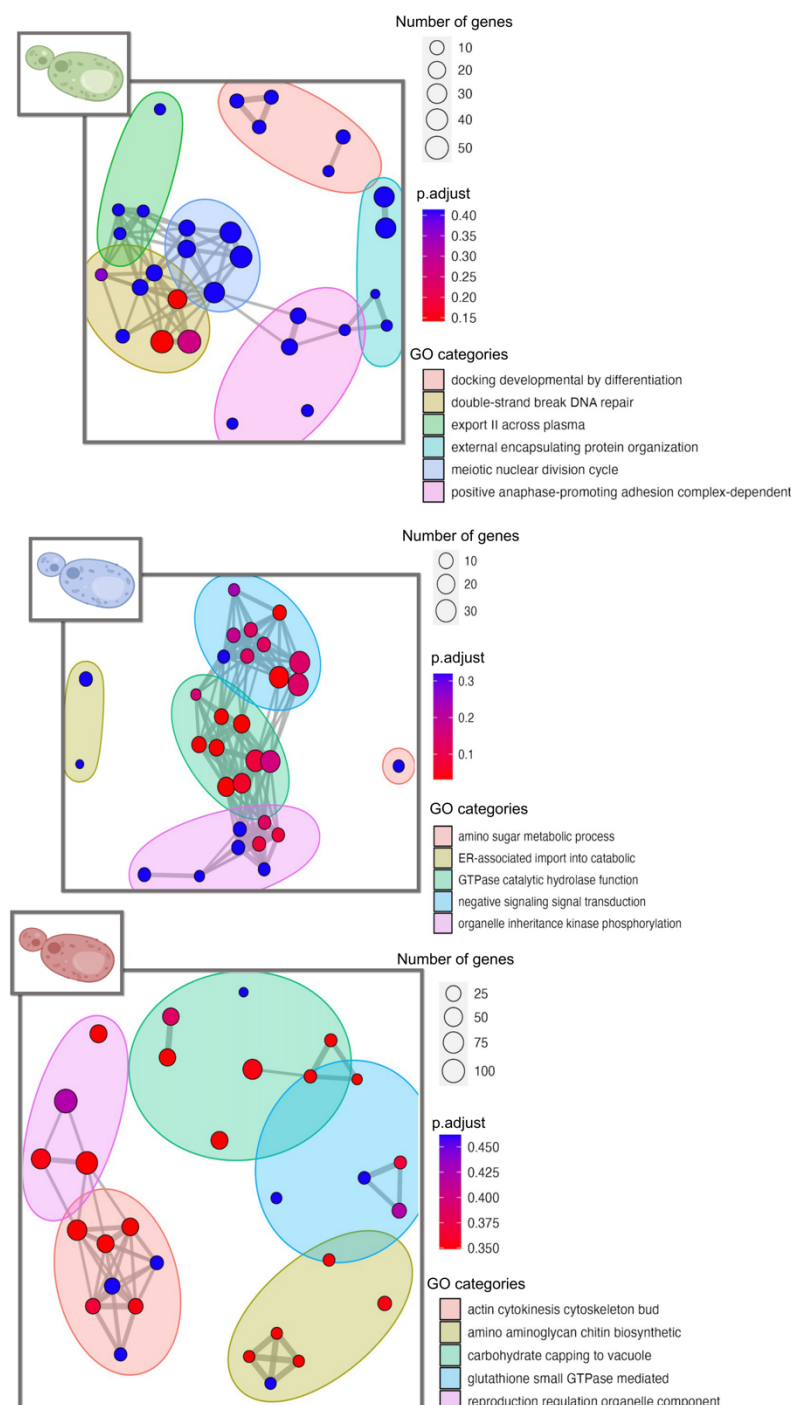 Number of genes
10
20
30
40
50
p.adjust
0.40
0.35
0.30
0.25
0.20
0.15
GO categories
docking developmental by differentiation
double-strand break DNA repair
export II across plasma
external encapsulating protein organization
meiotic nuclear division cycle
positive anaphase-promoting adhesion complex-dependent
Number of genes
10
20
30
p.adjust
0.3
0.2
0.1
GO categories
amino sugar metabolic process
ER-associated import into catabolic
GTPase catalytic hydrolase function
negative signaling signal transduction
organelle inheritance kinase phosphorylation
Number of genes
25
50
75
100
p.adjust
0.450
0.425
0.400
0.375
0.350
GO categories
actin cytokinesis cytoskeleton bud
amino aminoglycan chitin biosynthetic
carbohydrate capping to vacuole
glutathione small GTPase mediated
reproduction regulation organelle component